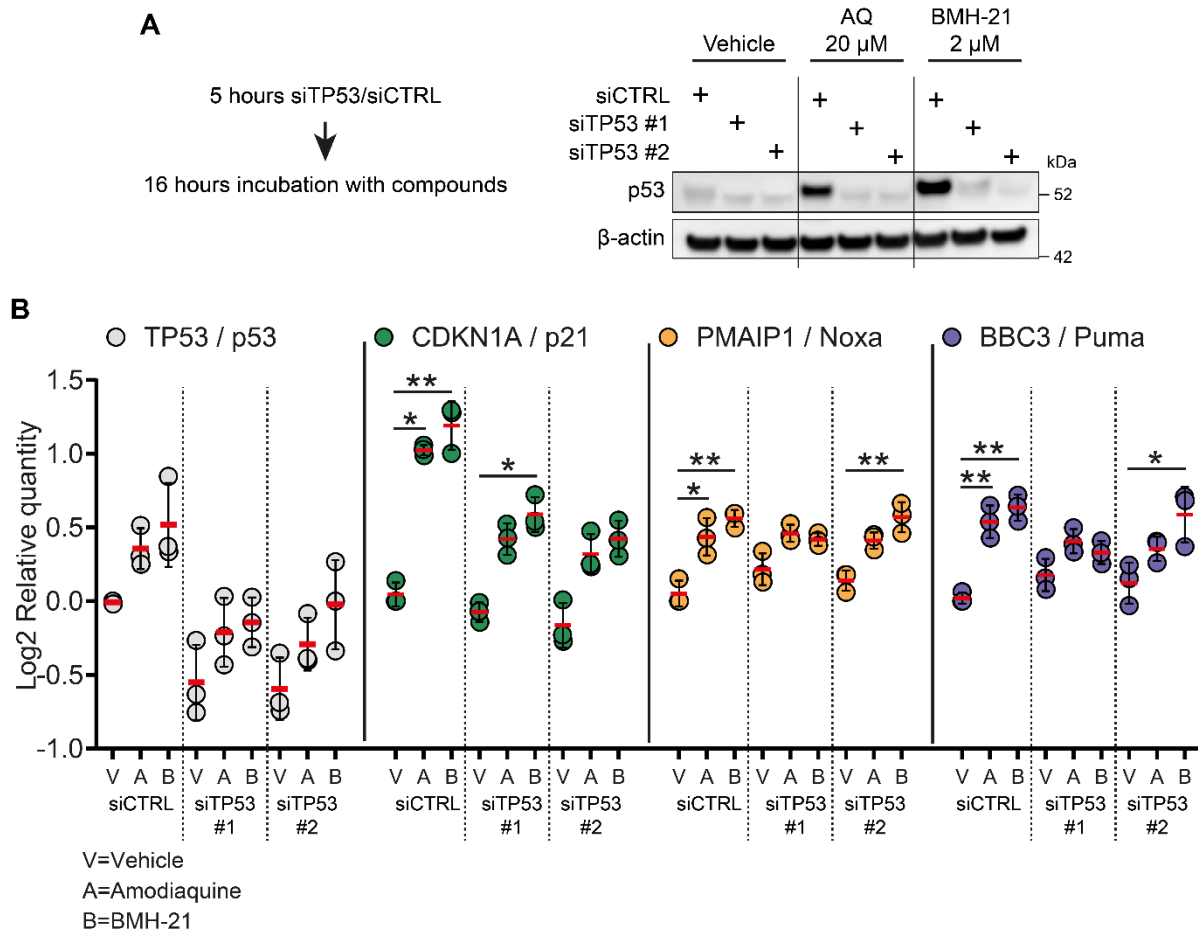 A
5 hours siTP53/siCTRL
16 hours incubation with compounds
Vehicle
AQ
20 µM
BMH-21
2 µM
siCTRL + + +
siTP53 #1 + + +
siTP53 #2 + + +
kDa
p53
52
β-actin
42
B
TP53 / p53 CDKN1A / p21 PMAIP1 / Noxa BBC3 / Puma
Log2 Relative quantity
1.5
1.0
0.5
0.0
-0.5
-1.0
* ** *
* ** **
** ** *
V A B V A B V A B V A B V A B V A B V A B V A B V A B V A B V A B V A B
siCTRL siTP53 siTP53 siCTRL siTP53 siTP53 siCTRL siTP53 siTP53 siCTRL siTP53 siTP53
#1 #2 #1 #2 #1 #2 #1 #2
V=Vehicle
A=Amodiaquine
B=BMH-21